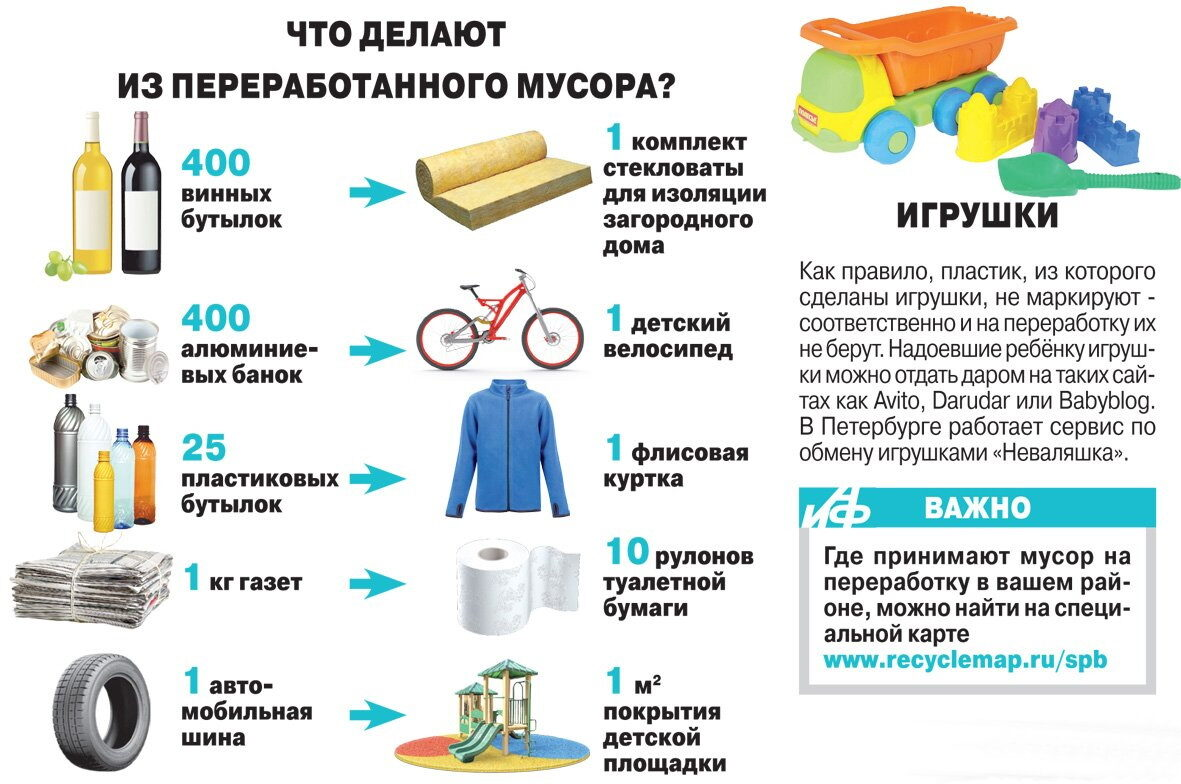 ЧТО ДЕЛАЮТ
ИЗ ПЕРЕРАБОТАННОГО МУСОРА?
400
винных
бутылок
1 комплект
стекловаты
для изоляции
загородного
дома
400
алюминие-
вых банок
1 детский
велосипед
25
пластиковых
бутылок
1 флисовая
куртка
1 кг газет
10 рулонов
туалетной
бумаги
1 авто-
мобильная
шина
1 м²
покрытия
детской
площадки
ИГРУШКИ
Как правило, пластик, из которого
сделаны игрушки, не маркируют -
соответственно и на переработку их
не берут. Надоевшие ребёнку игруш-
ки можно отдать даром на таких сай-
тах как Avito, Darudar или Babyblog.
В Петербурге работает сервис по
обмену игрушками «Неваляшка».
АиФ
ВАЖНО
Где принимают мусор на
переработку в вашем рай-
оне, можно найти на специ-
альной карте
www.recyclemap.ru/spb